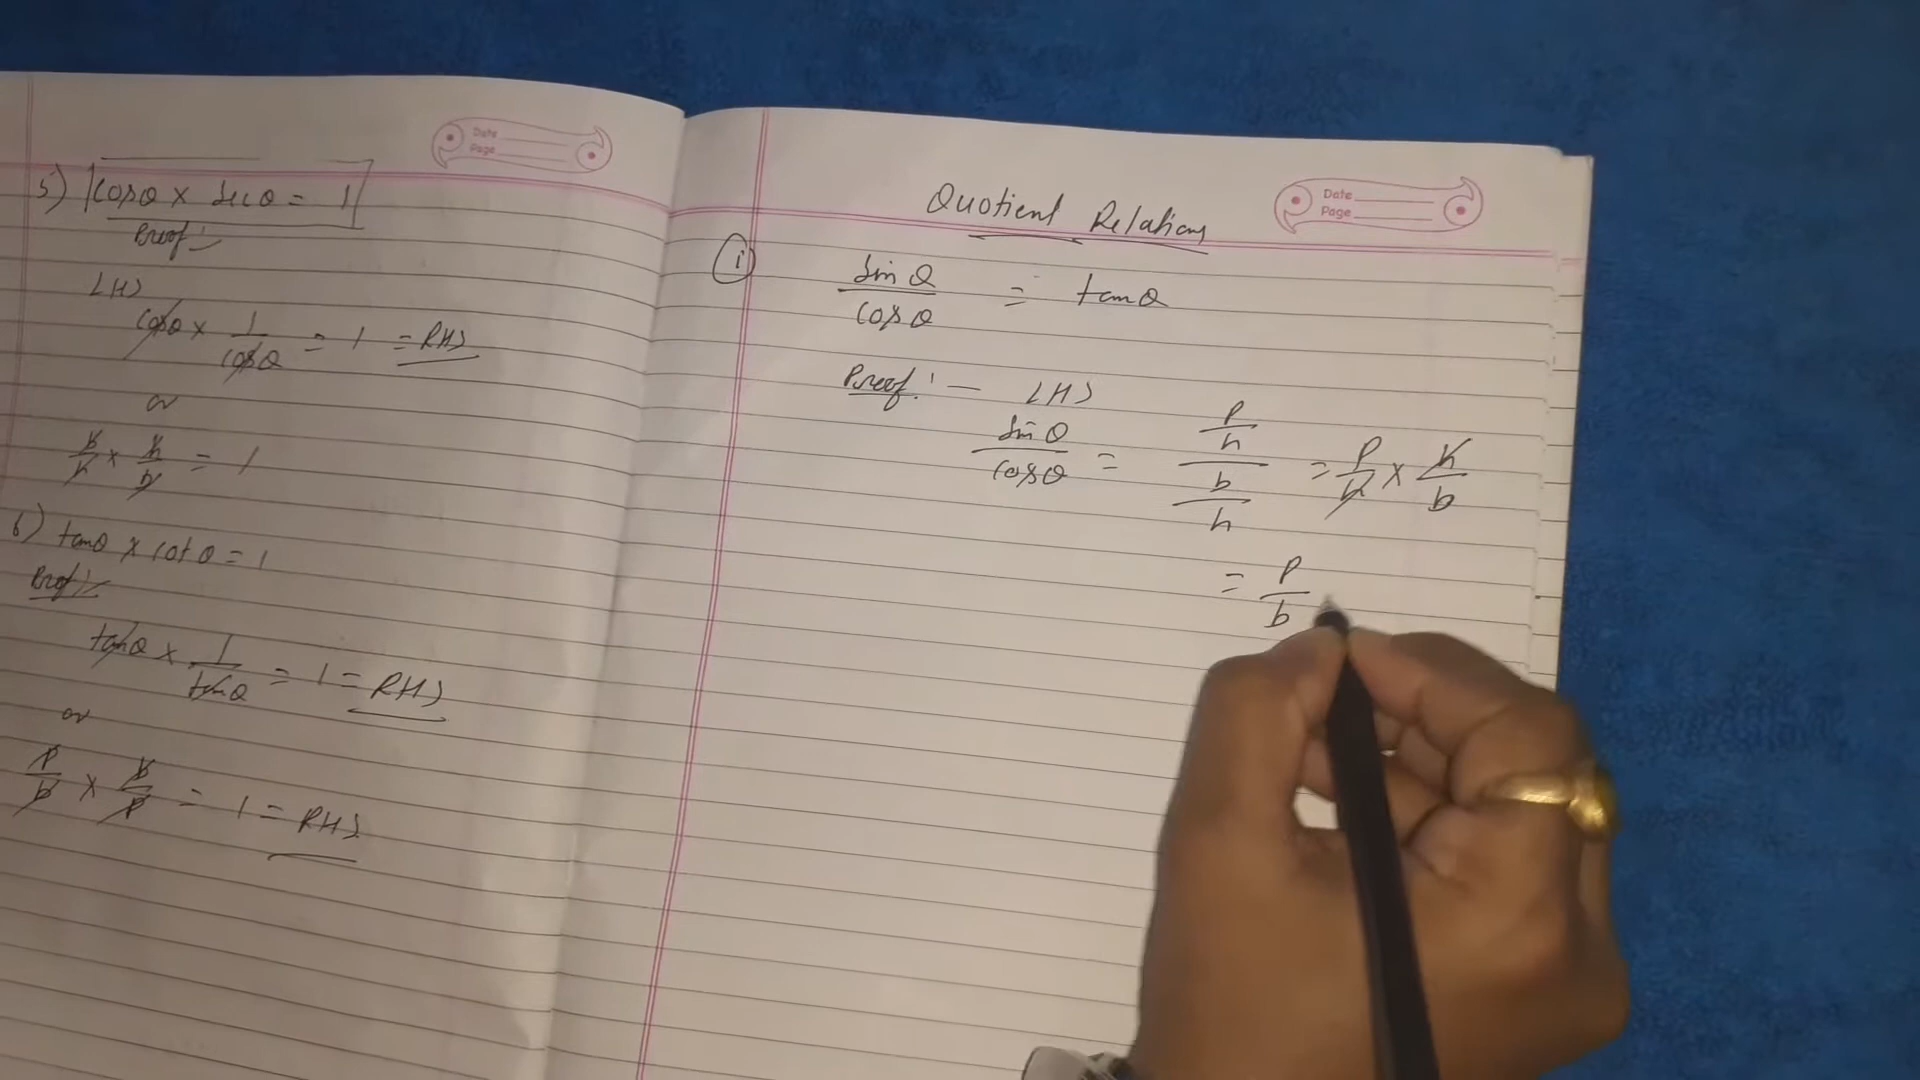 Date
Page
5) cosθ × secθ = 1
Proof :-
LHS
cosθ × 1/cosθ = 1 = RHS
or
b/h × h/b = 1
6) tanθ × cotθ = 1
Proof :-
tanθ × 1/tanθ = 1 = RHS
or
p/b × b/p = 1 = RHS
Date
Page
Quotient Relations
(i) sinθ/cosθ = tanθ
Proof :- LHS
sinθ/cosθ = (p/h)/(b/h) = p/h × h/b
= p/b